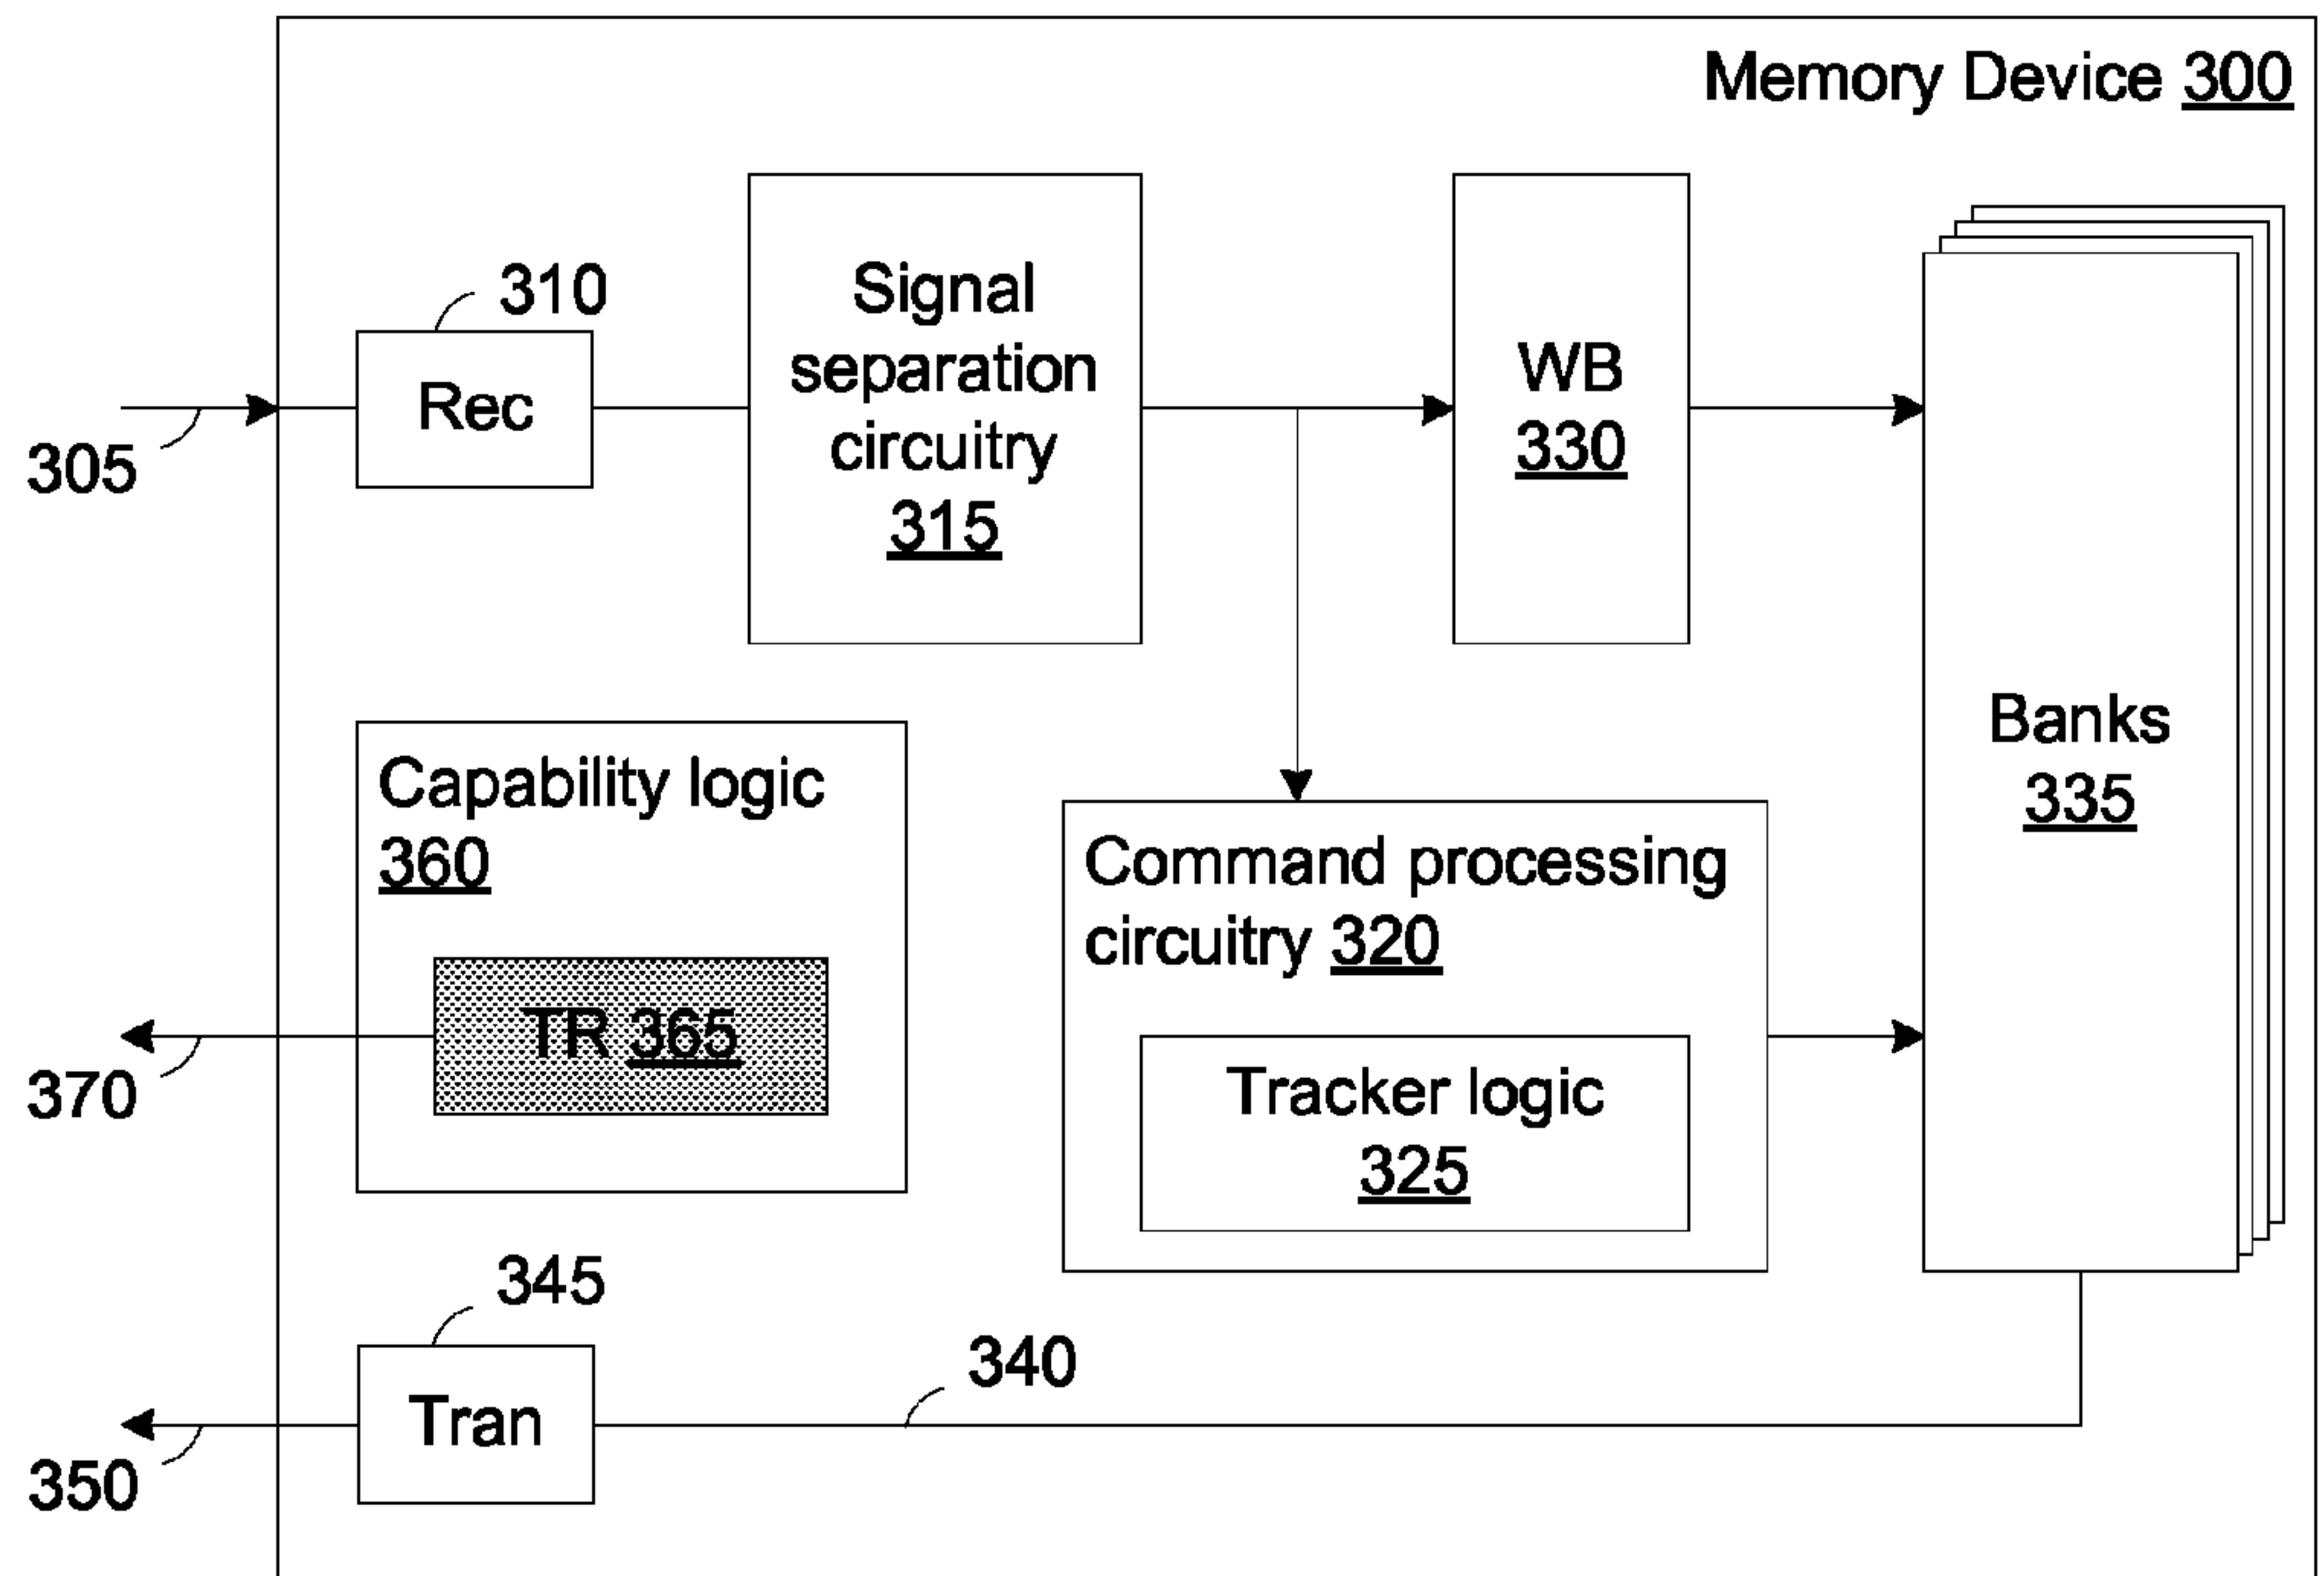 Memory Device 300
310
Rec
305
Signal
separation
circuitry
315
WB
330
Banks
335
Capability logic
360
TR 365
370
Command processing
circuitry 320
Tracker logic
325
345
Tran
340
350